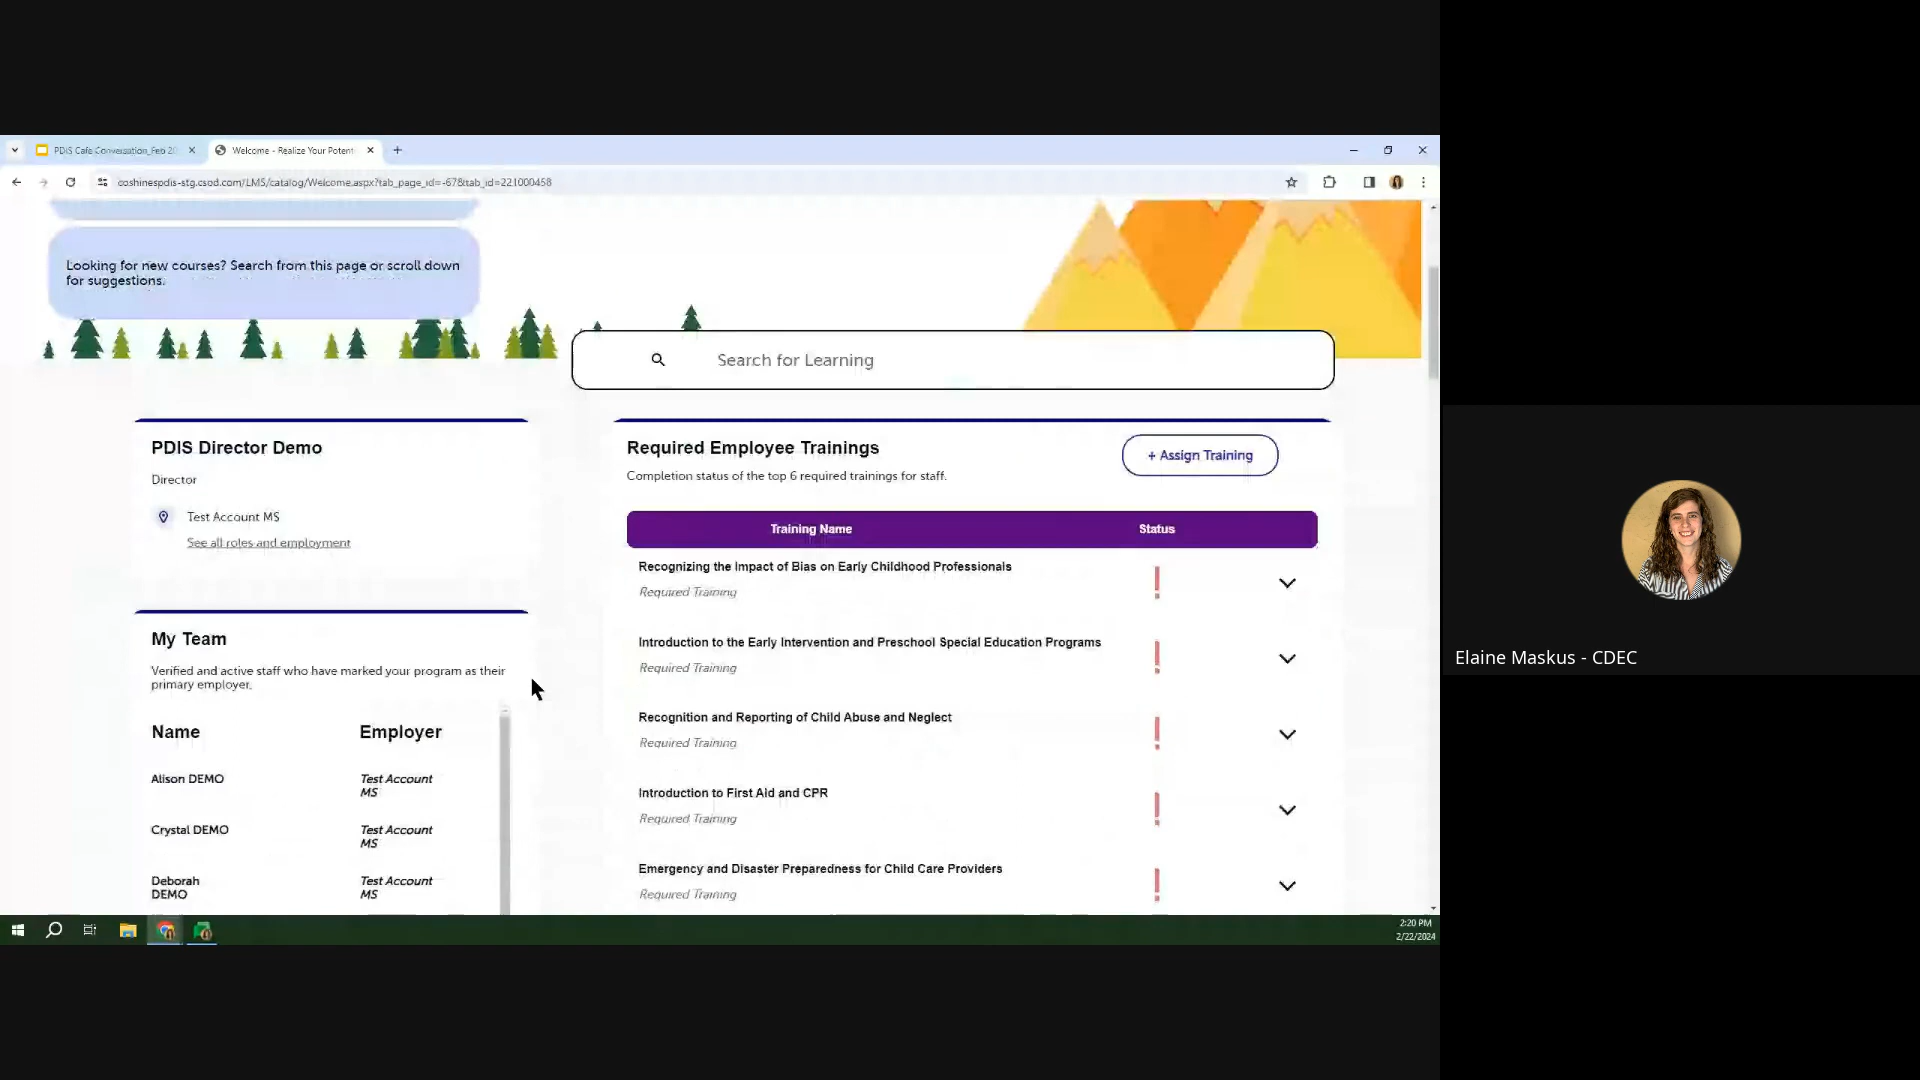 PDIS Cafe Conversation_Feb 20
Welcome - Realize Your Potent
coshinespdis-stg.csod.com/LMS/catalog/Welcome.aspx?tab_page_id=-67&tab_id=221000458
Looking for new courses? Search from this page or scroll down
for suggestions.
Search for Learning
PDIS Director Demo
Director
Test Account MS
See all roles and employment
My Team
Verified and active staff who have marked your program as their
primary employer.
Name Employer
Alison DEMO Test Account
MS
Crystal DEMO Test Account
MS
Deborah Test Account
DEMO MS
Required Employee Trainings
+ Assign Training
Completion status of the top 6 required trainings for staff.
Training Name Status
Recognizing the Impact of Bias on Early Childhood Professionals
Required Training
Introduction to the Early Intervention and Preschool Special Education Programs
Required Training
Recognition and Reporting of Child Abuse and Neglect
Required Training
Introduction to First Aid and CPR
Required Training
Emergency and Disaster Preparedness for Child Care Providers
Required Training
2:20 PM
2/22/2024
Elaine Maskus - CDEC